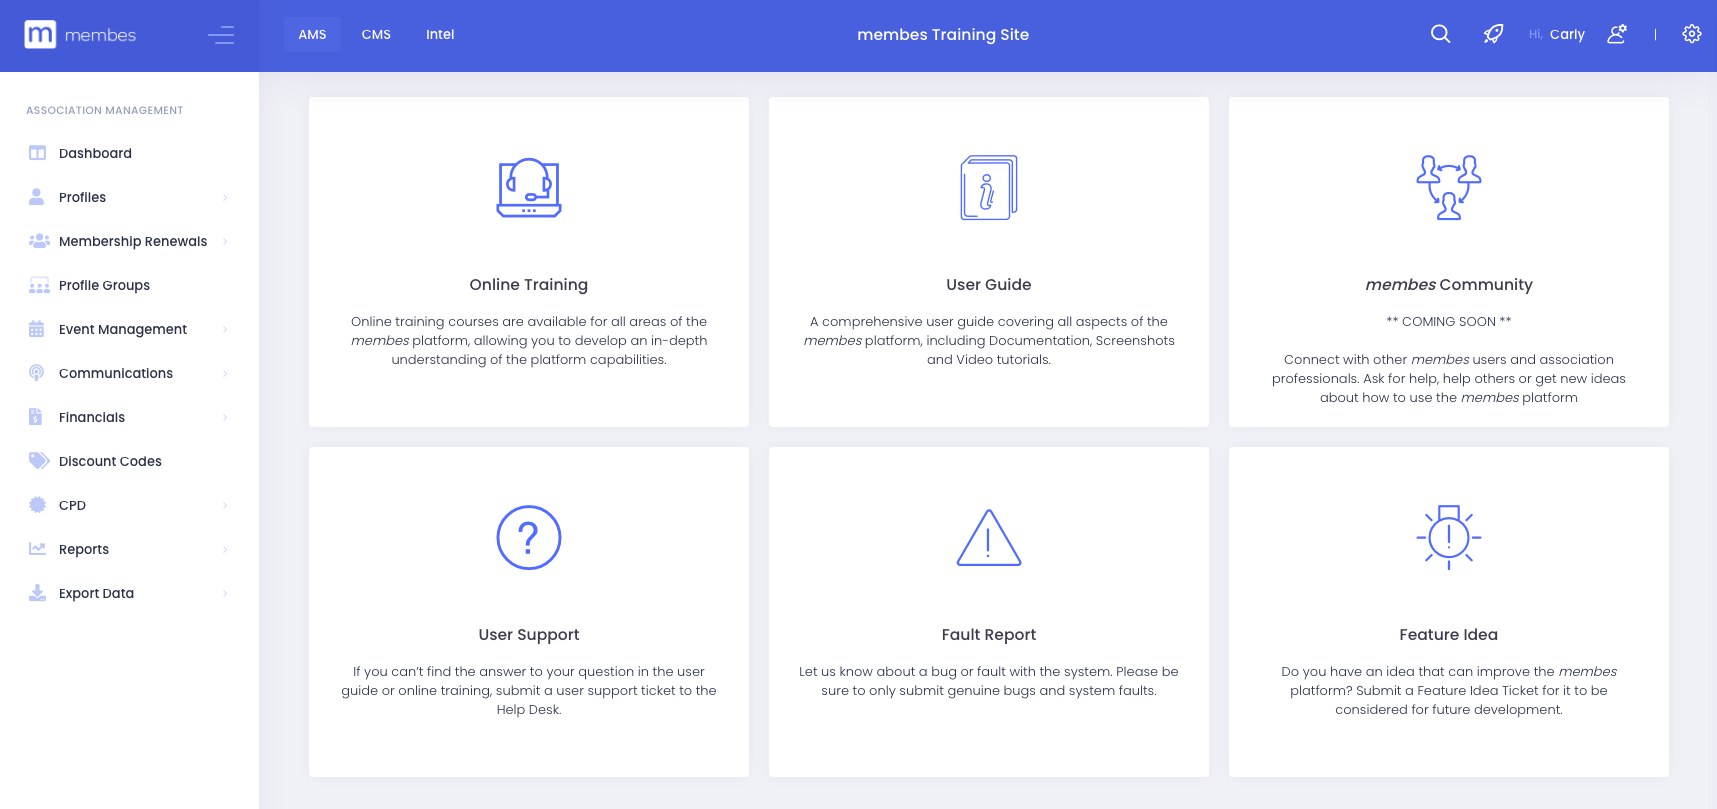 m membes
AMS CMS Intel
membes Training Site
Hi, Carly
ASSOCIATION MANAGEMENT
Dashboard
Profiles
Membership Renewals
Profile Groups
Event Management
Communications
Financials
Discount Codes
CPD
Reports
Export Data
Online Training
Online training courses are available for all areas of the
membes platform, allowing you to develop an in-depth
understanding of the platform capabilities.
User Guide
A comprehensive user guide covering all aspects of the
membes platform, including Documentation, Screenshots
and Video tutorials.
membes Community
** COMING SOON **
Connect with other membes users and association
professionals. Ask for help, help others or get new ideas
about how to use the membes platform
User Support
If you can't find the answer to your question in the user
guide or online training, submit a user support ticket to the
Help Desk.
Fault Report
Let us know about a bug or fault with the system. Please be
sure to only submit genuine bugs and system faults.
Feature Idea
Do you have an idea that can improve the membes
platform? Submit a Feature Idea Ticket for it to be
considered for future development.